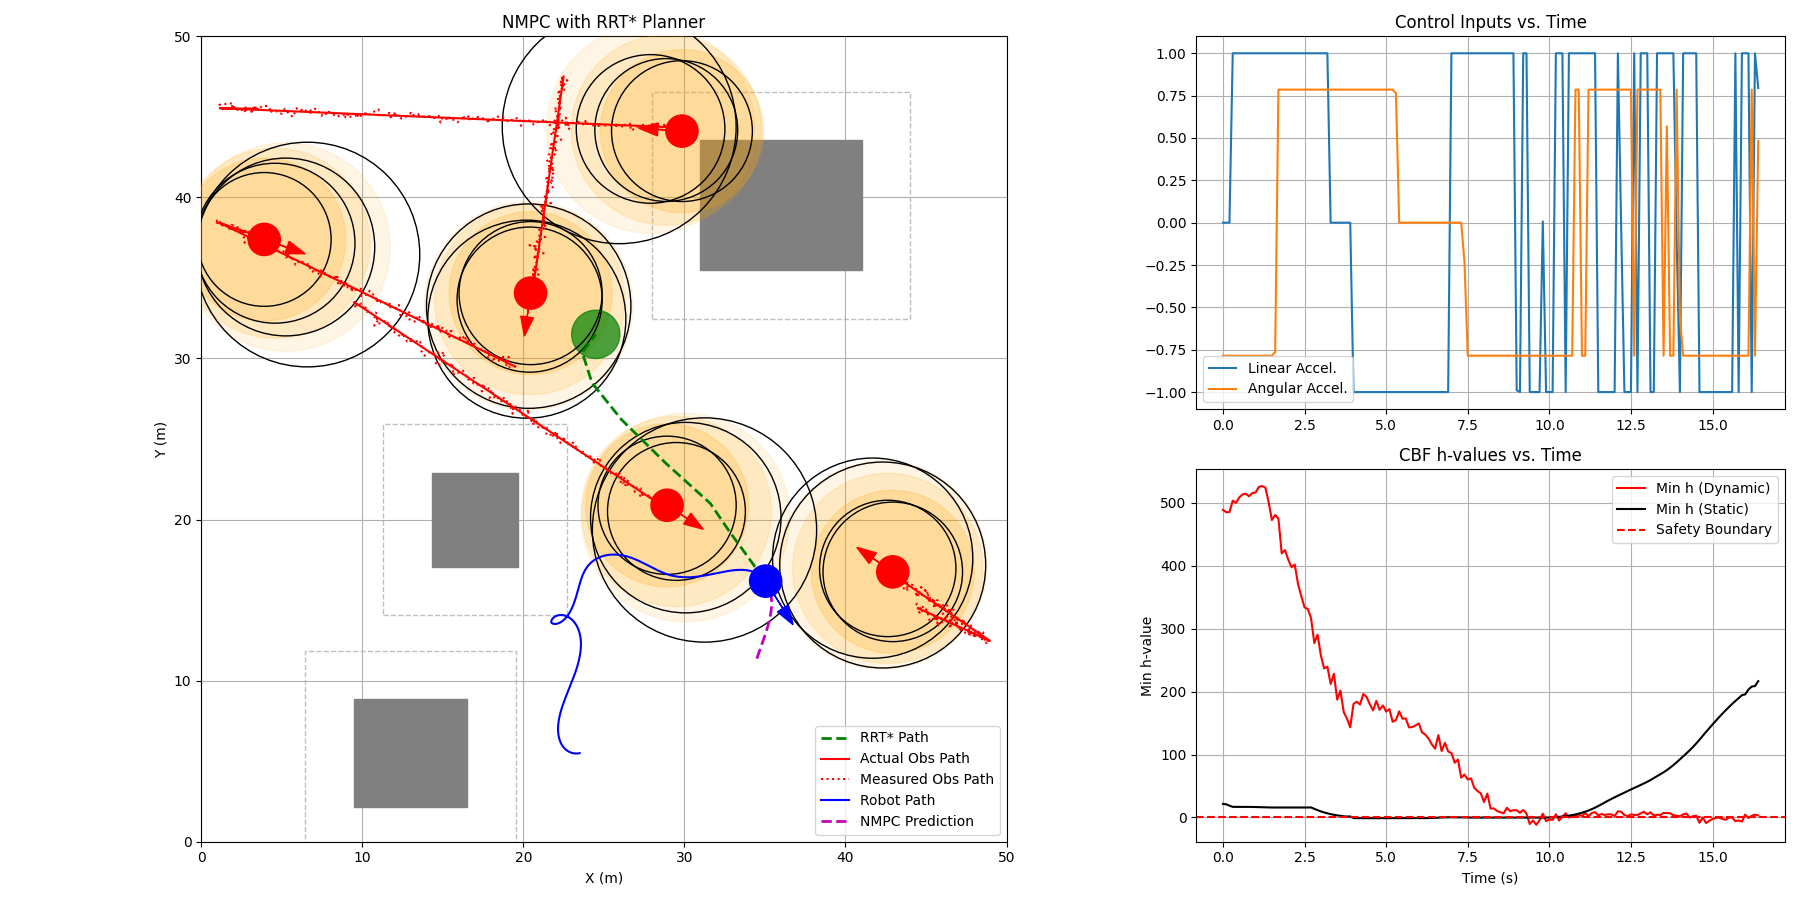 NMPC with RRT* Planner
50
40
30
20
10
0
Y (m)
0 10 20 30 40 50
X (m)
RRT* Path
Actual Obs Path
Measured Obs Path
Robot Path
NMPC Prediction
Control Inputs vs. Time
1.00
0.75
0.50
0.25
0.00
−0.25
−0.50
−0.75
−1.00
Linear Accel.
Angular Accel.
0.0 2.5 5.0 7.5 10.0 12.5 15.0
CBF h-values vs. Time
500
400
300
200
100
0
Min h-value
Min h (Dynamic)
Min h (Static)
Safety Boundary
0.0 2.5 5.0 7.5 10.0 12.5 15.0
Time (s)